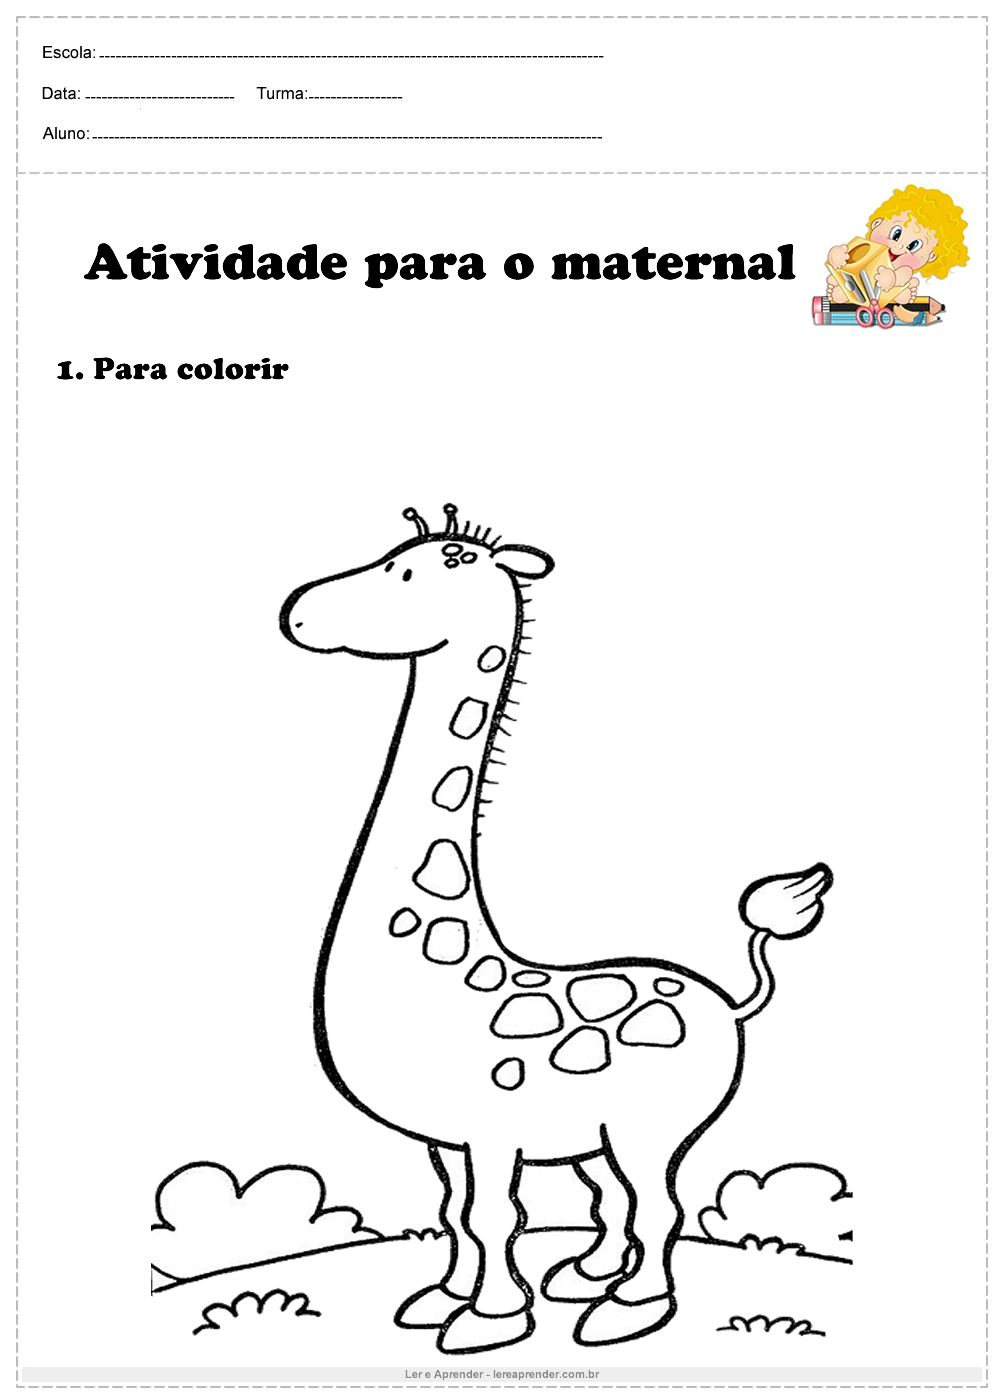 Escola:
Data: Turma:
Aluno:
Atividade para o maternal
1. Para colorir
Ler e Aprender - lereaprender.com.br